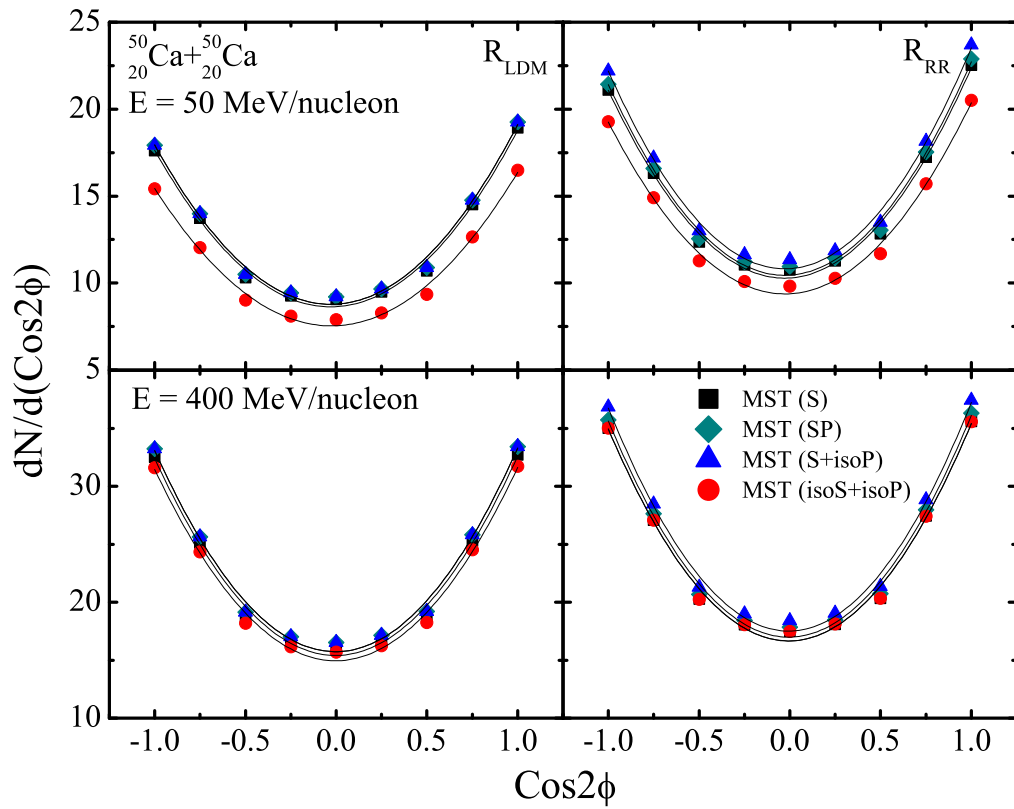 50 20Ca+50 20Ca
R_LDM
R_RR
E = 50 MeV/nucleon
25
20
15
10
5
E = 400 MeV/nucleon
MST (S)
MST (SP)
MST (S+isoP)
MST (isoS+isoP)
30
20
10
dN/d(Cos2ϕ)
-1.0 -0.5 0.0 0.5 1.0
-1.0 -0.5 0.0 0.5 1.0
Cos2ϕ